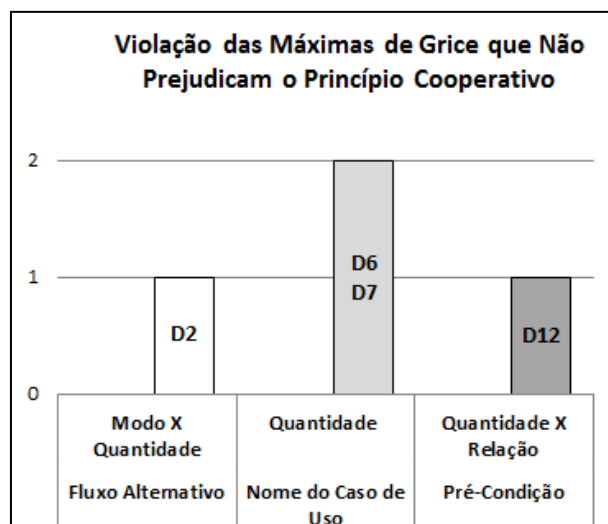 Violação das Máximas de Grice que Não
Prejudicam o Princípio Cooperativo
2
1
0
D6
D7
D2
D12
Modo X
Quantidade
Quantidade
Quantidade X
Relação
Fluxo Alternativo
Nome do Caso de
Uso
Pré-Condição